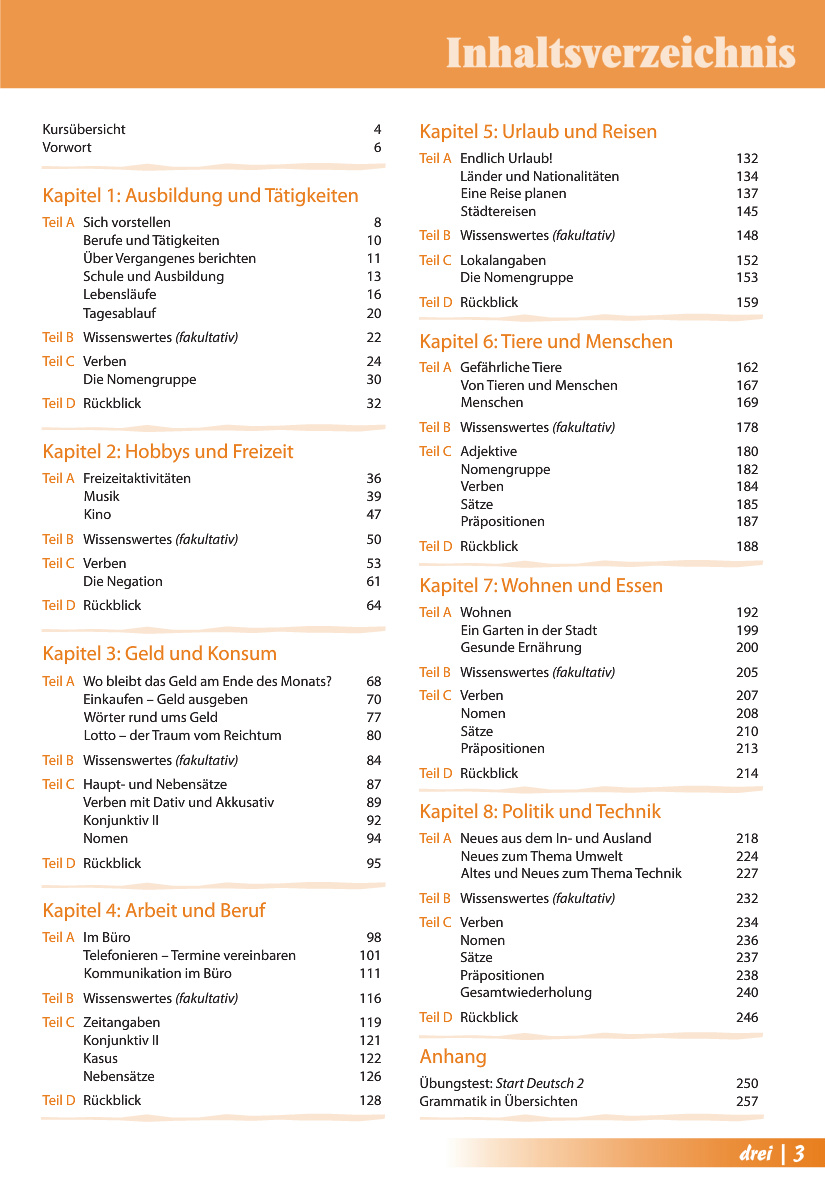 Inhaltsverzeichnis
Kursübersicht 4
Vorwort 6
Kapitel 1: Ausbildung und Tätigkeiten
Teil A Sich vorstellen 8
Berufe und Tätigkeiten 10
Über Vergangenes berichten 11
Schule und Ausbildung 13
Lebensläufe 16
Tagesablauf 20
Teil B Wissenswertes (fakultativ) 22
Teil C Verben 24
Die Nomengruppe 30
Teil D Rückblick 32
Kapitel 2: Hobbys und Freizeit
Teil A Freizeitaktivitäten 36
Musik 39
Kino 47
Teil B Wissenswertes (fakultativ) 50
Teil C Verben 53
Die Negation 61
Teil D Rückblick 64
Kapitel 3: Geld und Konsum
Teil A Wo bleibt das Geld am Ende des Monats? 68
Einkaufen – Geld ausgeben 70
Wörter rund ums Geld 77
Lotto – der Traum vom Reichtum 80
Teil B Wissenswertes (fakultativ) 84
Teil C Haupt- und Nebensätze 87
Verben mit Dativ und Akkusativ 89
Konjunktiv II 92
Nomen 94
Teil D Rückblick 95
Kapitel 4: Arbeit und Beruf
Teil A Im Büro 98
Telefonieren – Termine vereinbaren 101
Kommunikation im Büro 111
Teil B Wissenswertes (fakultativ) 116
Teil C Zeitangaben 119
Konjunktiv II 121
Kasus 122
Nebensätze 126
Teil D Rückblick 128
Kapitel 5: Urlaub und Reisen
Teil A Endlich Urlaub! 132
Länder und Nationalitäten 134
Eine Reise planen 137
Städtereisen 145
Teil B Wissenswertes (fakultativ) 148
Teil C Lokalangaben 152
Die Nomengruppe 153
Teil D Rückblick 159
Kapitel 6: Tiere und Menschen
Teil A Gefährliche Tiere 162
Von Tieren und Menschen 167
Menschen 169
Teil B Wissenswertes (fakultativ) 178
Teil C Adjektive 180
Nomengruppe 182
Verben 184
Sätze 185
Präpositionen 187
Teil D Rückblick 188
Kapitel 7: Wohnen und Essen
Teil A Wohnen 192
Ein Garten in der Stadt 199
Gesunde Ernährung 200
Teil B Wissenswertes (fakultativ) 205
Teil C Verben 207
Nomen 208
Sätze 210
Präpositionen 213
Teil D Rückblick 214
Kapitel 8: Politik und Technik
Teil A Neues aus dem In- und Ausland 218
Neues zum Thema Umwelt 224
Altes und Neues zum Thema Technik 227
Teil B Wissenswertes (fakultativ) 232
Teil C Verben 234
Nomen 236
Sätze 237
Präpositionen 238
Gesamtwiederholung 240
Teil D Rückblick 246
Anhang
Übungstest: Start Deutsch 2 250
Grammatik in Übersichten 257
drei | 3